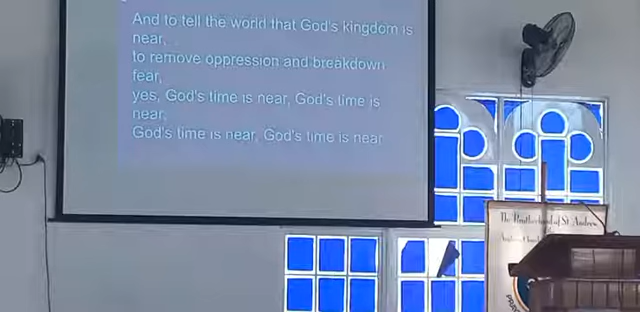 And to tell the world that God's kingdom is
near,
to remove oppression and breakdown
fear,
yes, God's time is near, God's time is
near,
God's time is near, God's time is near
The Brotherhood of St. Andrew